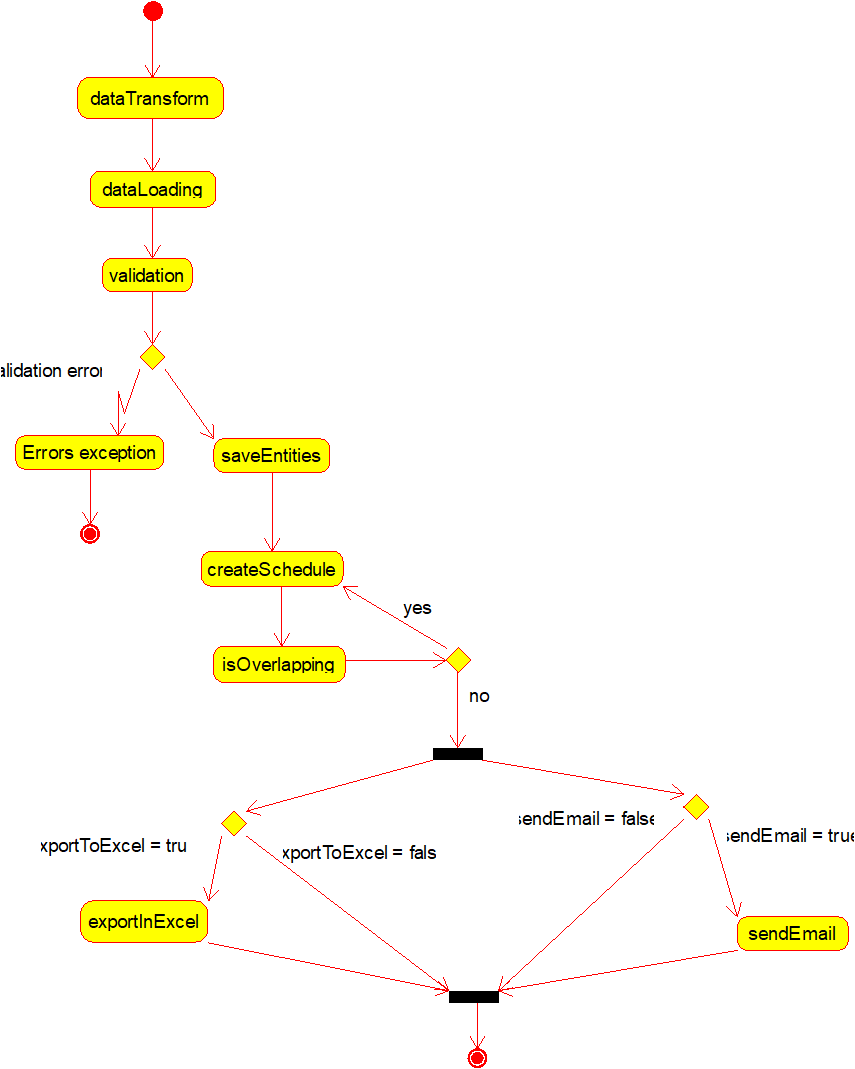 dataTransform
dataLoading
validation
alidation error
Errors exception
saveEntities
createSchedule
yes
isOverlapping
no
sendEmail = false
xportToExcel = tru
xportToExcel = fals
sendEmail = true
exportInExcel
sendEmail